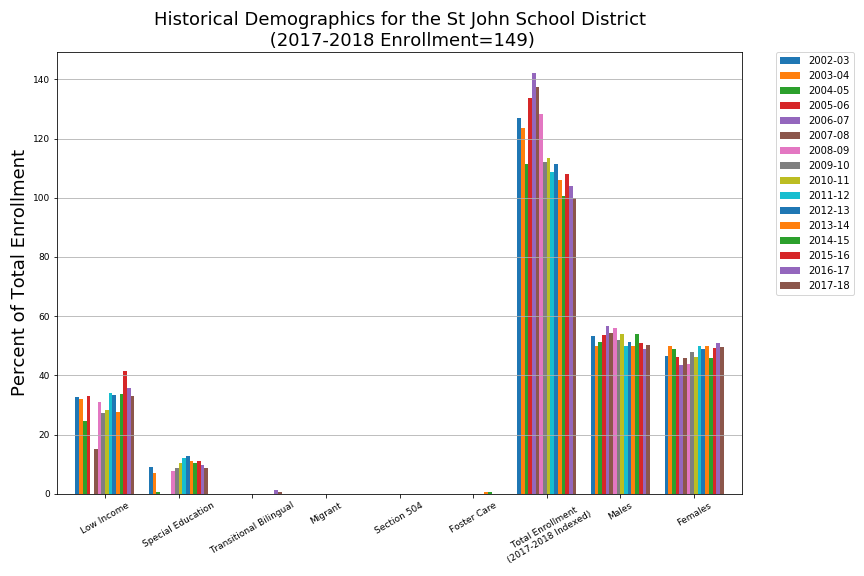 Historical Demographics for the St John School District
(2017-2018 Enrollment=149)
Percent of Total Enrollment
140
120
100
80
60
40
20
0
Low Income
Special Education
Transitional Bilingual
Migrant
Section 504
Foster Care
Total Enrollment
(2017-2018 Indexed)
Males
Females
2002-03
2003-04
2004-05
2005-06
2006-07
2007-08
2008-09
2009-10
2010-11
2011-12
2012-13
2013-14
2014-15
2015-16
2016-17
2017-18